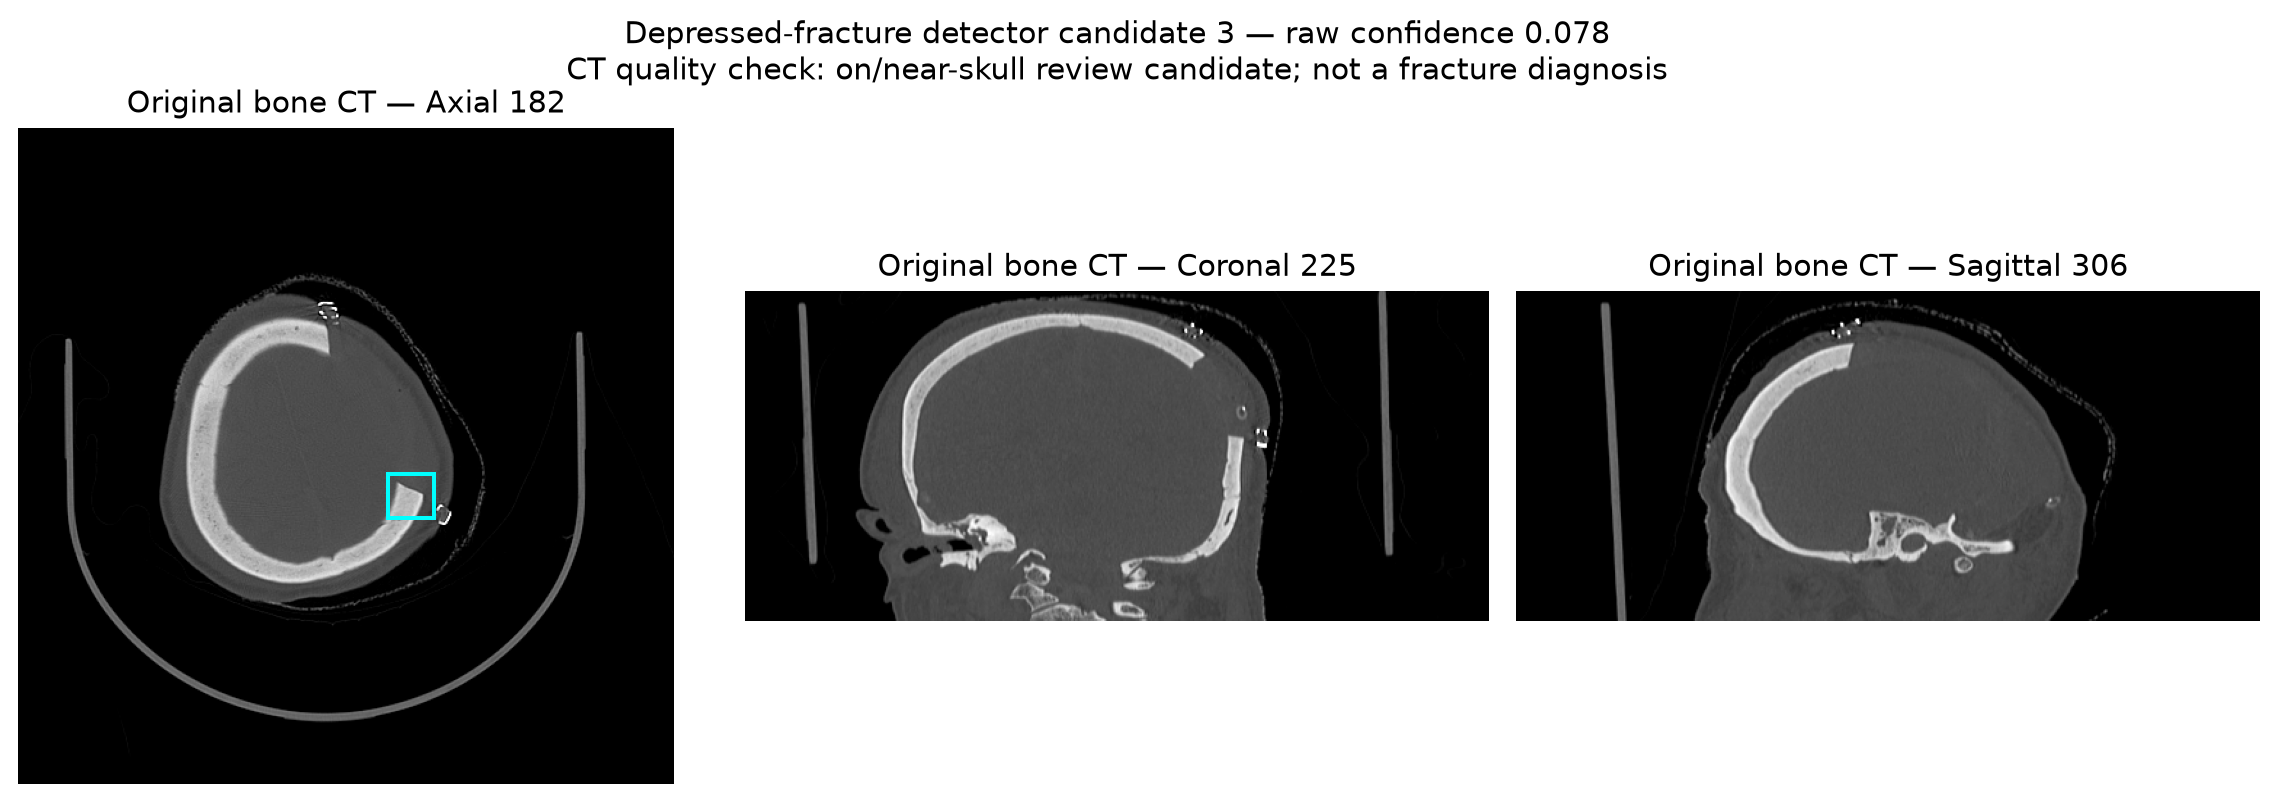 Depressed-fracture detector candidate 3 — raw confidence 0.078
CT quality check: on/near-skull review candidate; not a fracture diagnosis
Original bone CT — Axial 182
Original bone CT — Coronal 225
Original bone CT — Sagittal 306